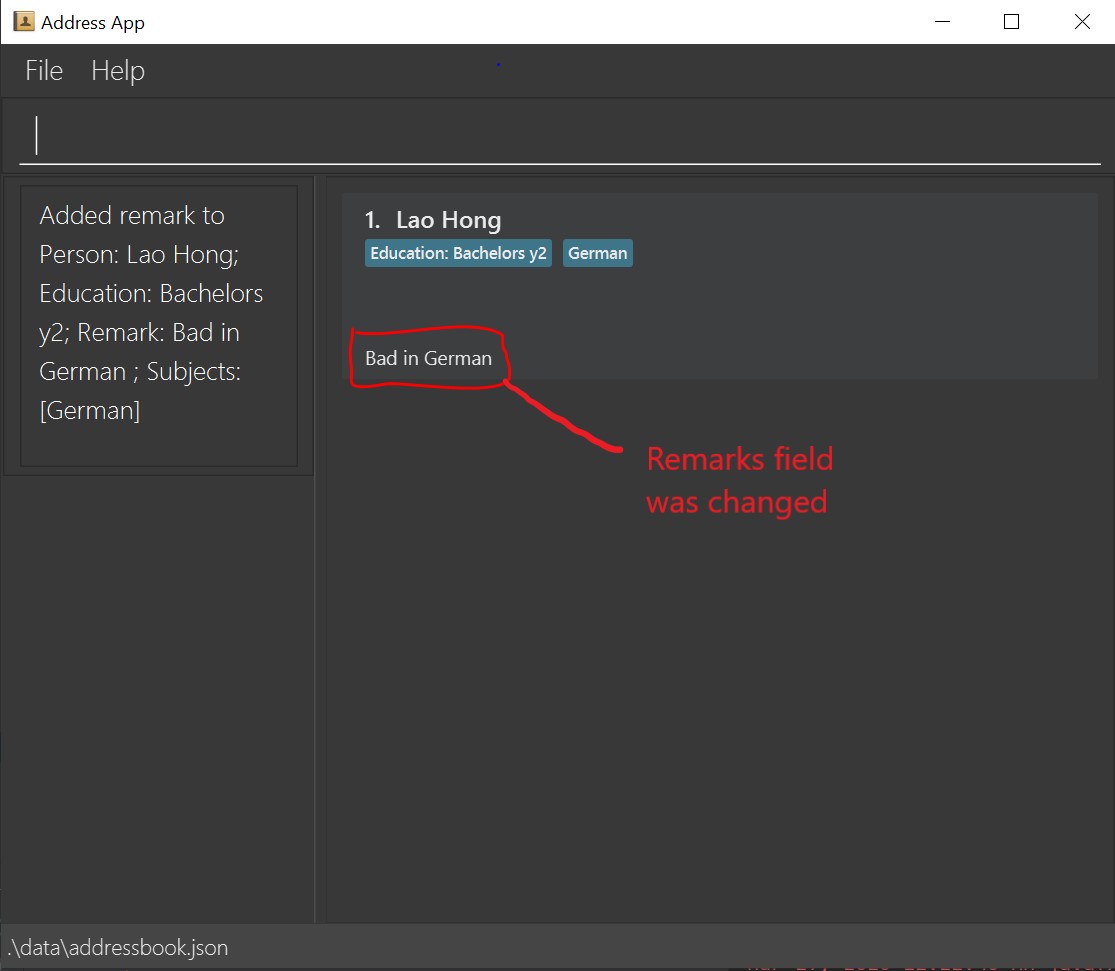 Address App
File Help
Added remark to
Person: Lao Hong;
Education: Bachelors
y2; Remark: Bad in
German ; Subjects:
[German]
1. Lao Hong
Education: Bachelors y2 German
Bad in German
Remarks field
was changed
.\data\addressbook.json